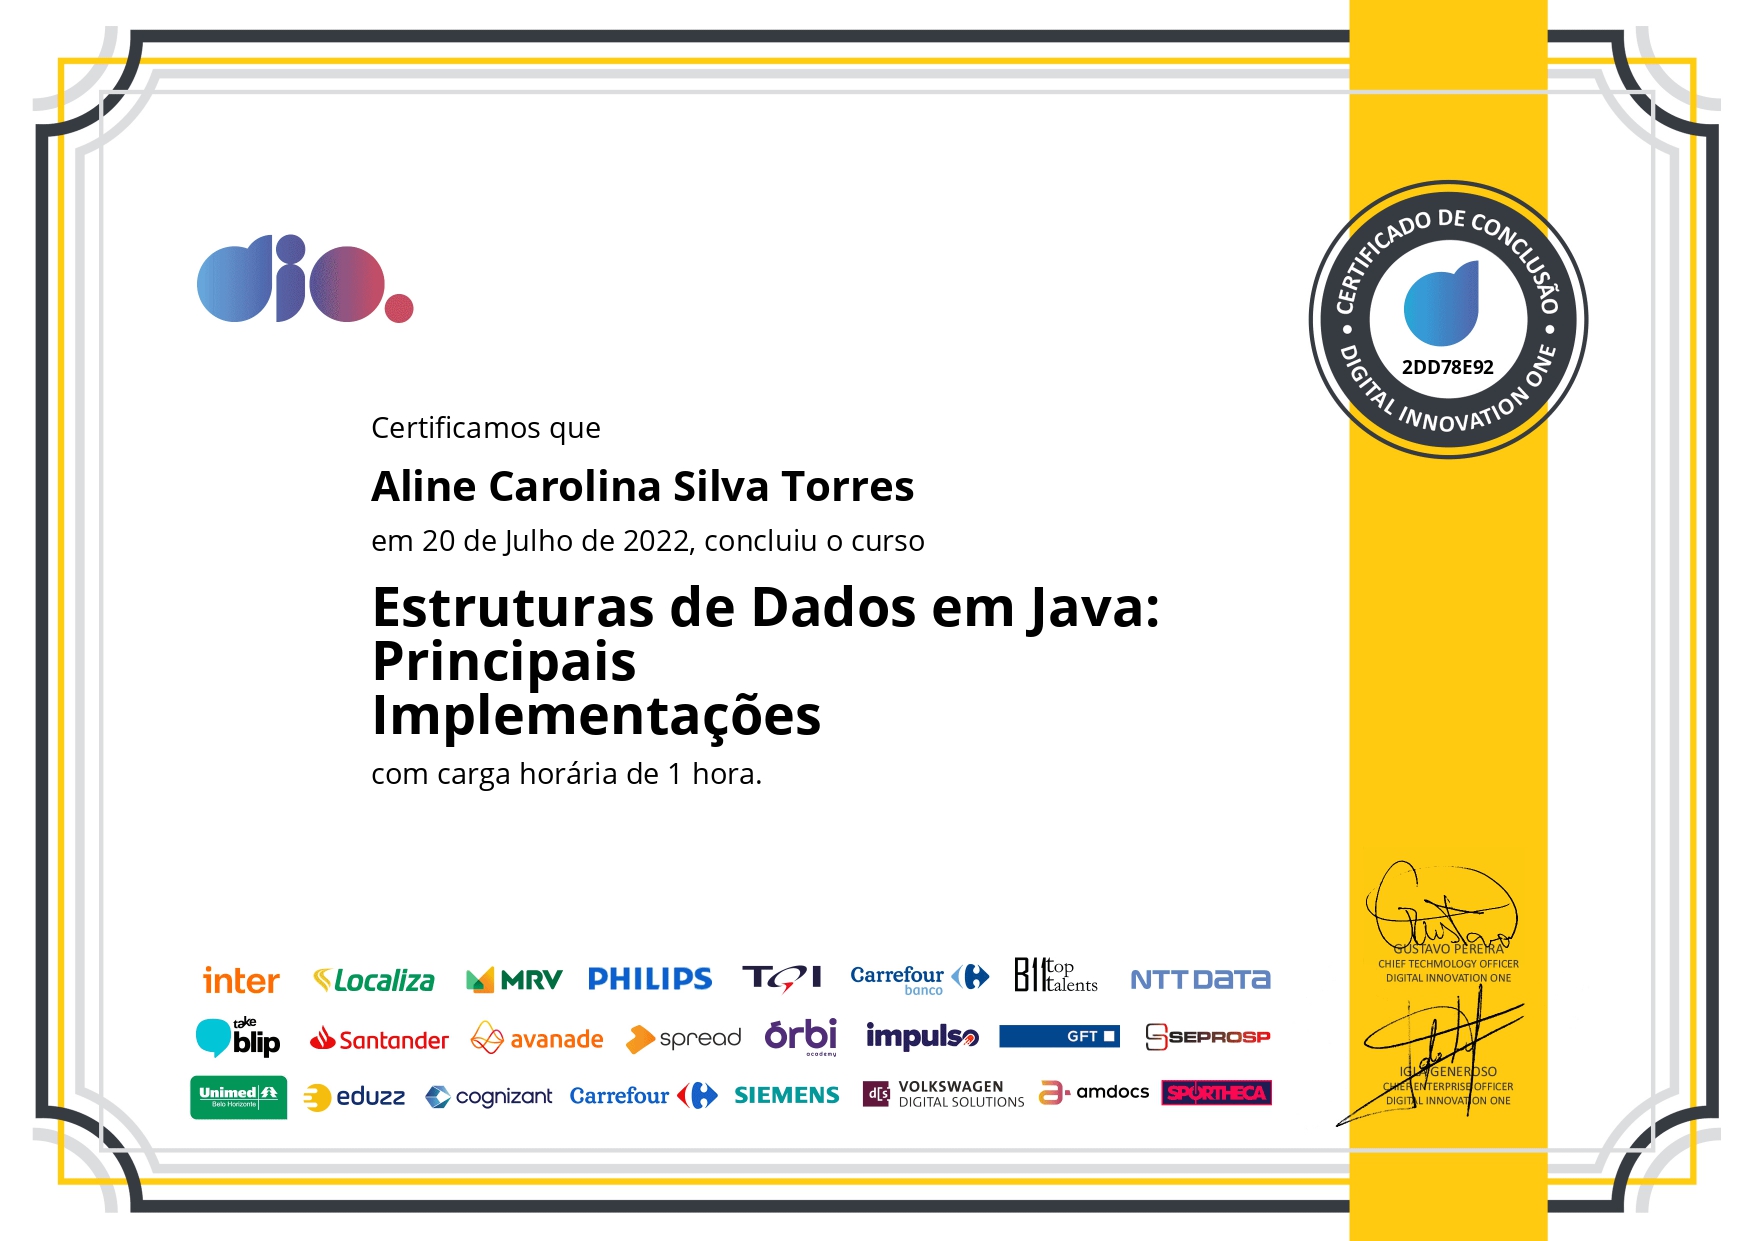 dio.
CERTIFICADO DE CONCLUSÃO
2DD78E92
DIGITAL INNOVATION ONE
Certificamos que
Aline Carolina Silva Torres
em 20 de Julho de 2022, concluiu o curso
Estruturas de Dados em Java:
Principais
Implementações
com carga horária de 1 hora.
GUSTAVO PEREIRA
CHIEF TECHNOLOGY OFFICER
DIGITAL INNOVATION ONE
inter Localiza MRV PHILIPS TQI Carrefour banco B11 top talents NTT DATA
take blip Santander avanade spread órbi academy impulso GFT SEPROSP
IGLÁ GENEROSO
CHIEF ENTERPRISE OFFICER
DIGITAL INNOVATION ONE
Unimed Belo Horizonte eduzz cognizant Carrefour SIEMENS d[s] VOLKSWAGEN DIGITAL SOLUTIONS a: amdocs SPORTHECA